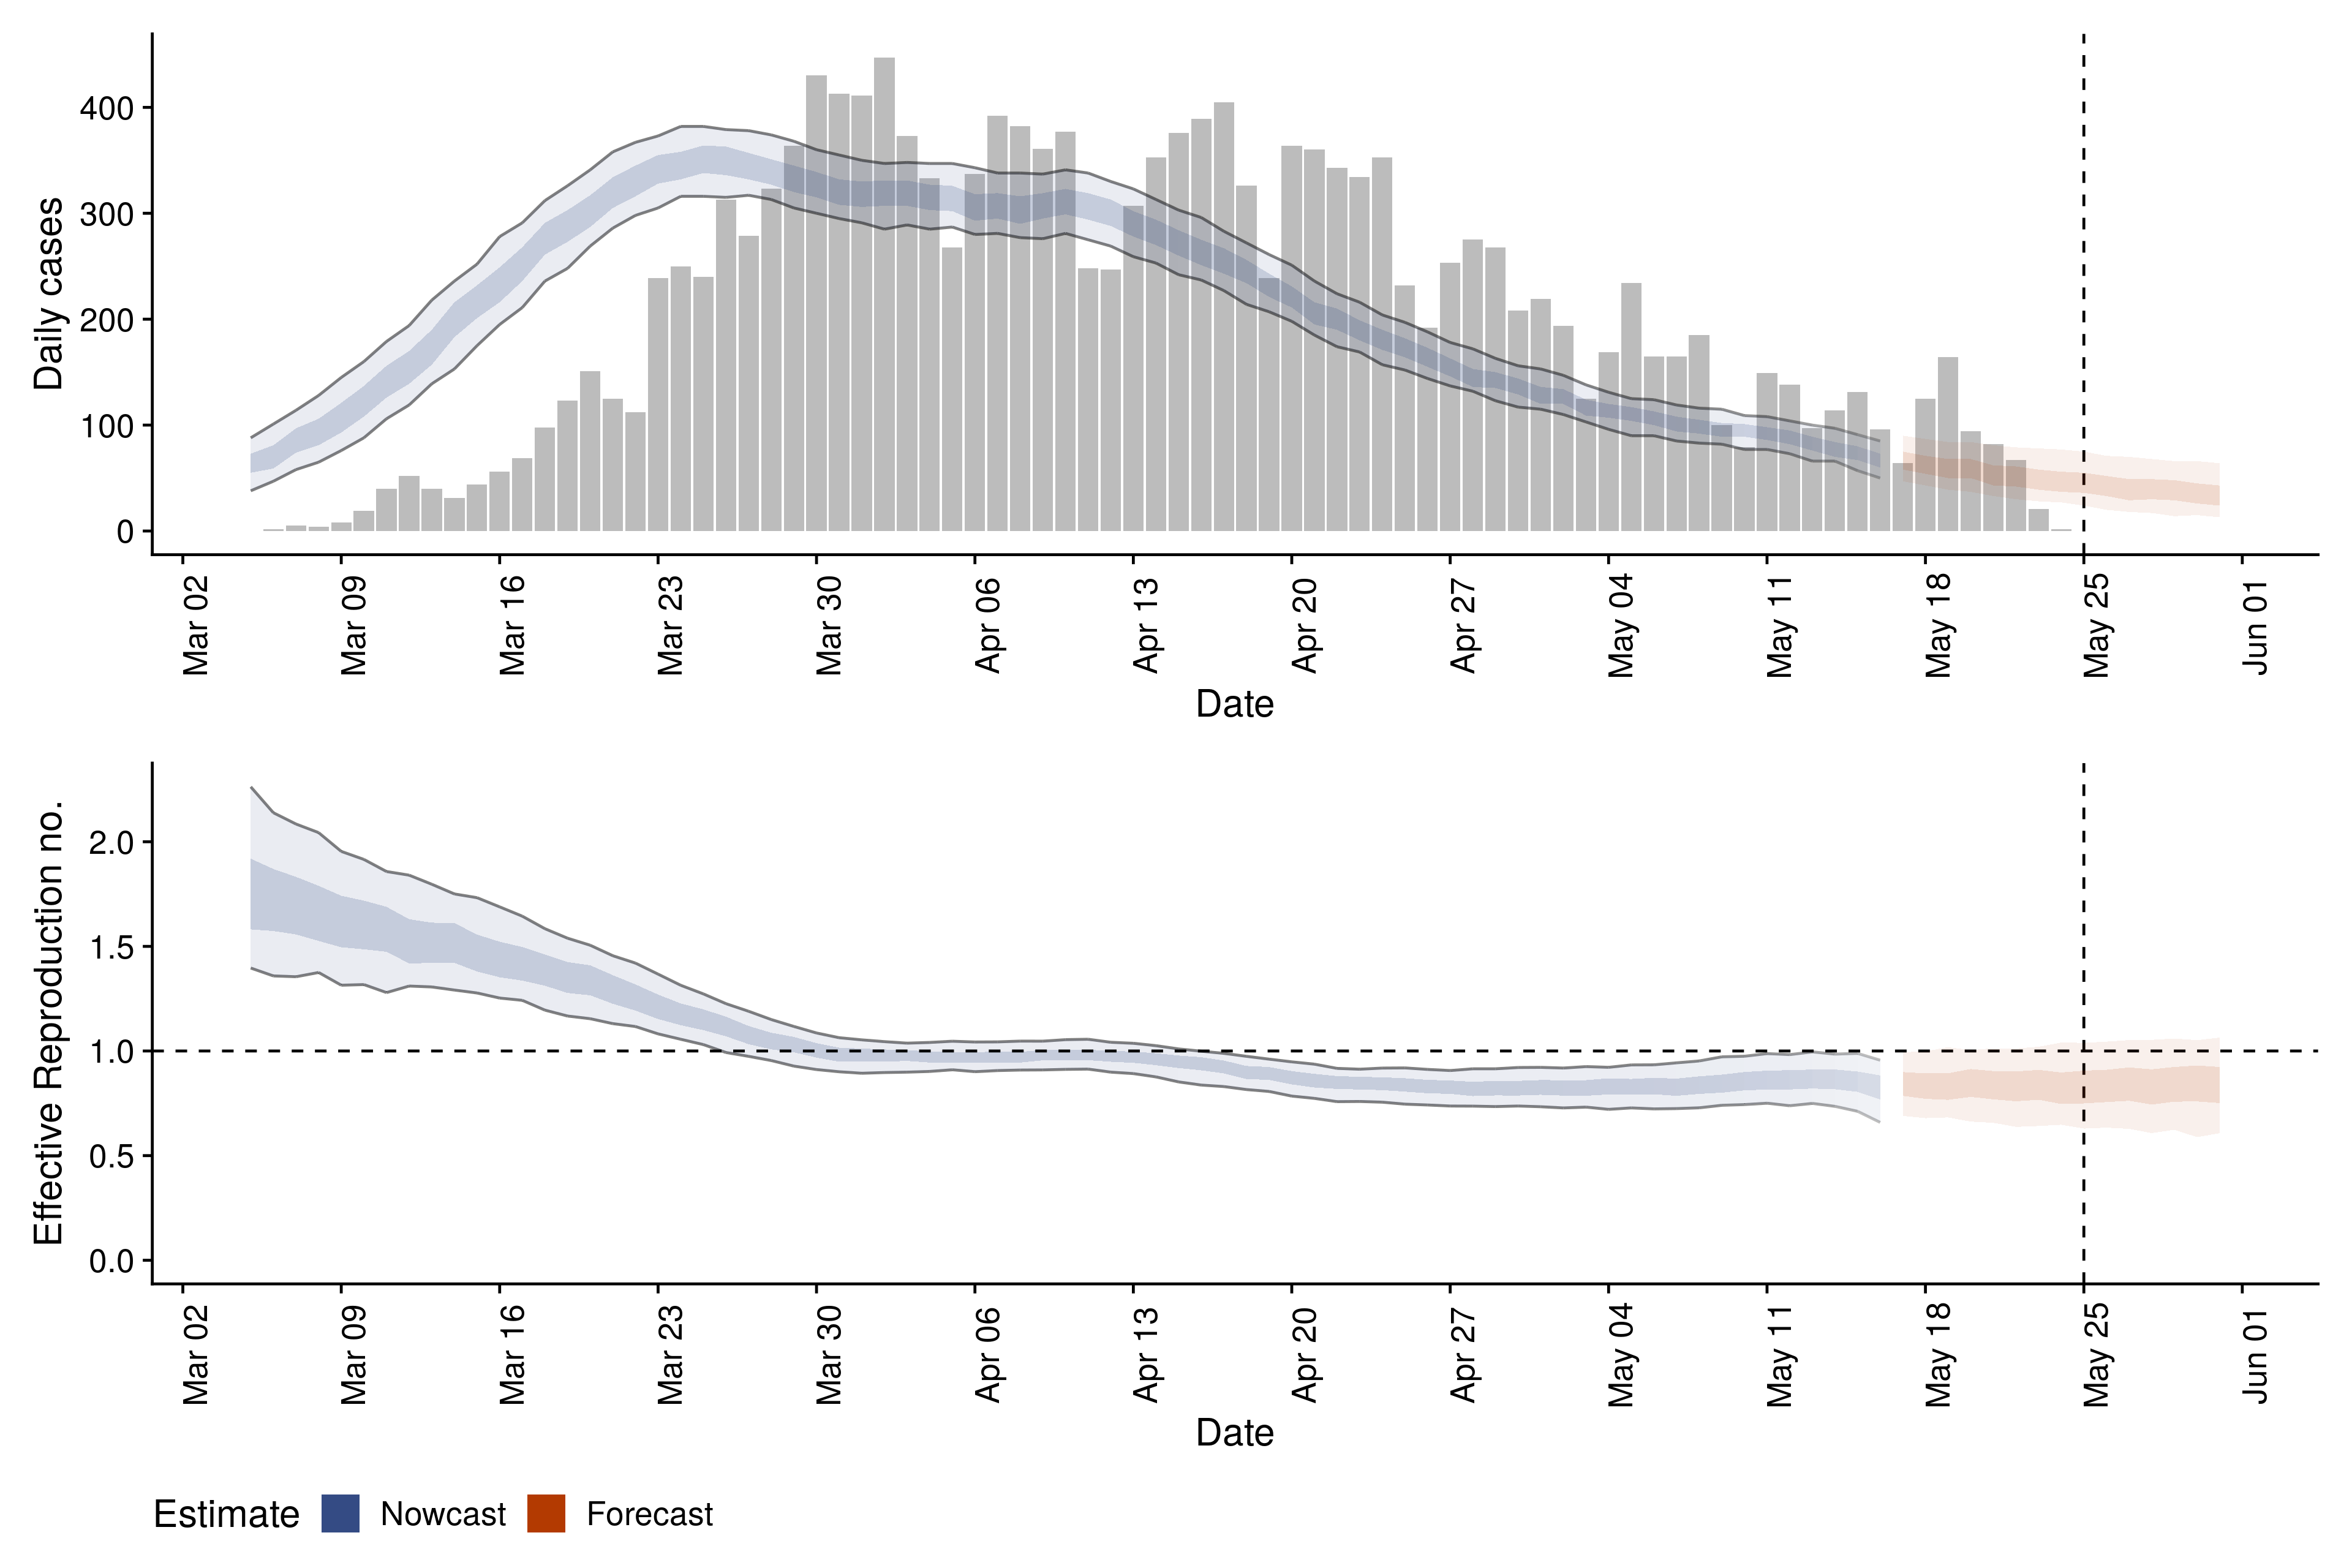 Daily cases
400
300
200
100
0
Mar 02
Mar 09
Mar 16
Mar 23
Mar 30
Apr 06
Apr 13
Apr 20
Apr 27
May 04
May 11
May 18
May 25
Jun 01
Date
Effective Reproduction no.
2.0
1.5
1.0
0.5
0.0
Mar 02
Mar 09
Mar 16
Mar 23
Mar 30
Apr 06
Apr 13
Apr 20
Apr 27
May 04
May 11
May 18
May 25
Jun 01
Date
Estimate Nowcast Forecast